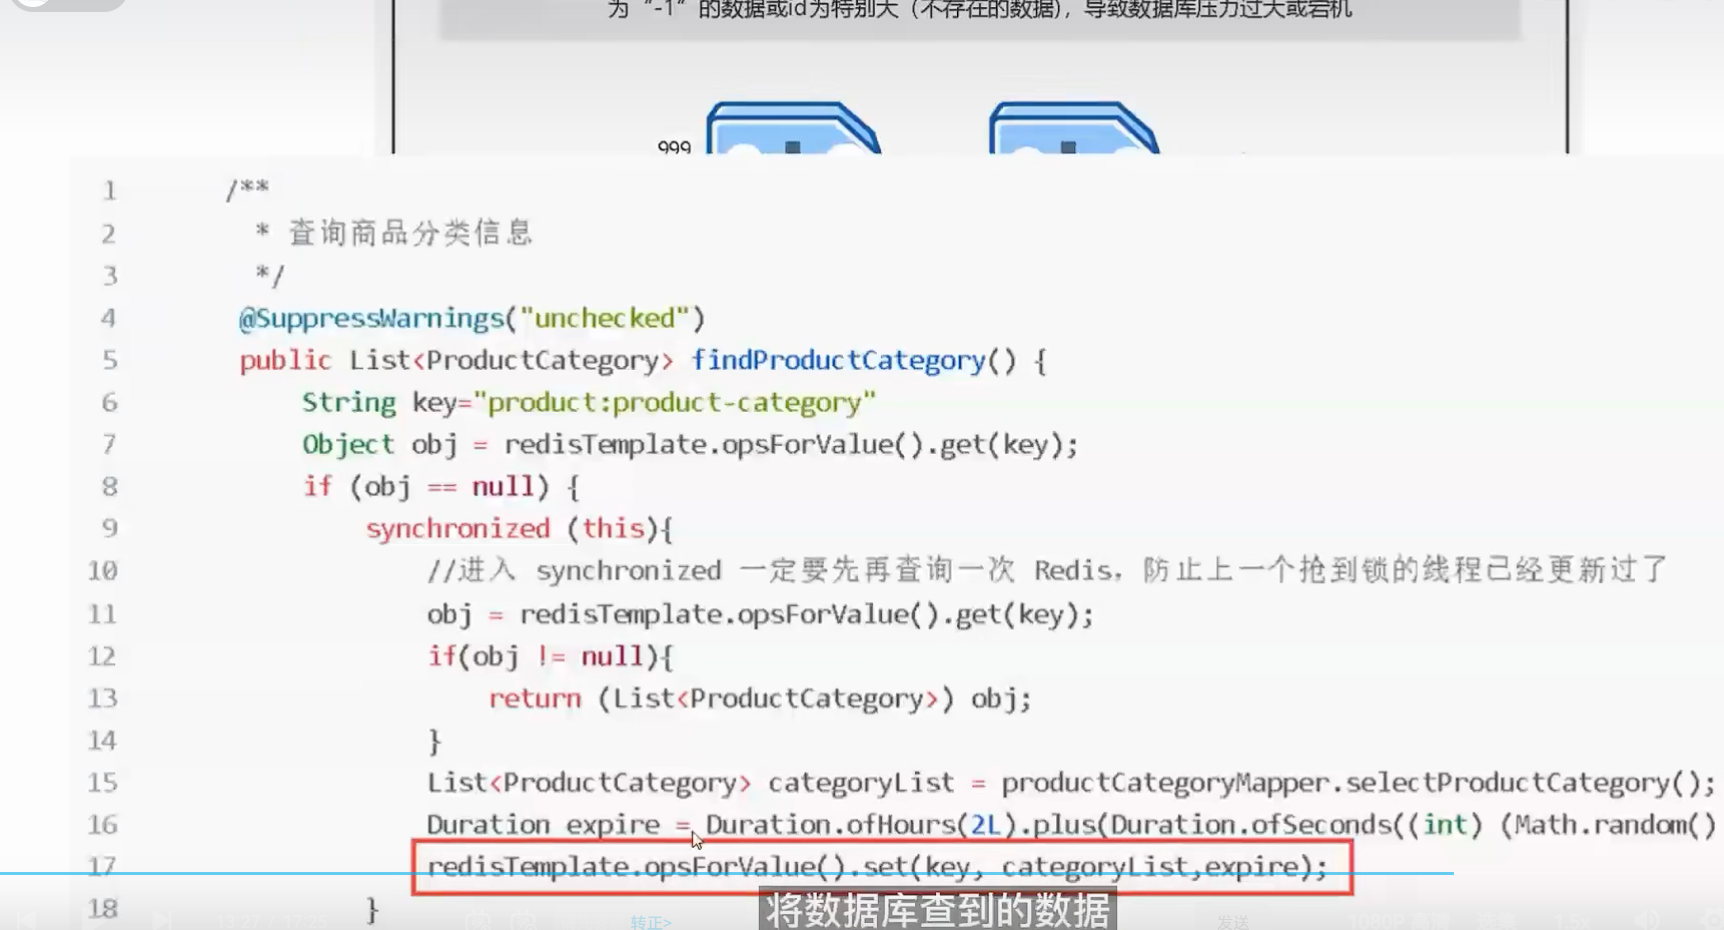 为“-1”的数据或id为特别大（不存在的数据)，导致数据库压力过大或宕机
999
1 /**
2 * 查询商品分类信息
3 */
4 @SuppressWarnings("unchecked")
5 public List<ProductCategory> findProductCategory() {
6 String key="product:product-category"
7 Object obj = redisTemplate.opsForValue().get(key);
8 if (obj == null) {
9 synchronized (this){
10 //进入 synchronized 一定要先再查询一次 Redis，防止上一个抢到锁的线程已经更新过了
11 obj = redisTemplate.opsForValue().get(key);
12 if(obj != null){
13 return (List<ProductCategory>) obj;
14 }
15 List<ProductCategory> categoryList = productCategoryMapper.selectProductCategory();
16 Duration expire = Duration.ofHours(2L).plus(Duration.ofSeconds((int) (Math.random()
17 redisTemplate.opsForValue().set(key, categoryList,expire);
18 }
将数据库查到的数据
转正>
发送